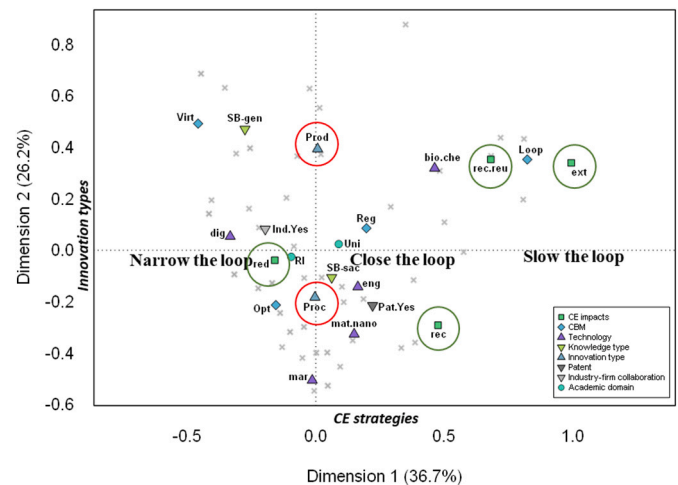 0.8
0.6
0.4
0.2
0.0
-0.2
-0.4
-0.6
Dimension 2 (26.2%)
Innovation types
Virt
SB-gen
Prod
bio.che
rec.reu
Loop
ext
dig
Ind.Yes
Reg
Uni
Narrow the loop
Close the loop
Slow the loop
red
RI
SB-sac
eng
Opt
Proc
Pat.Yes
mat.nano
rec
mar
CE impacts
CBM
Technology
Knowledge type
Innovation type
Patent
Industry-firm collaboration
Academic domain
CE strategies
-0.5 0.0 0.5 1.0
Dimension 1 (36.7%)